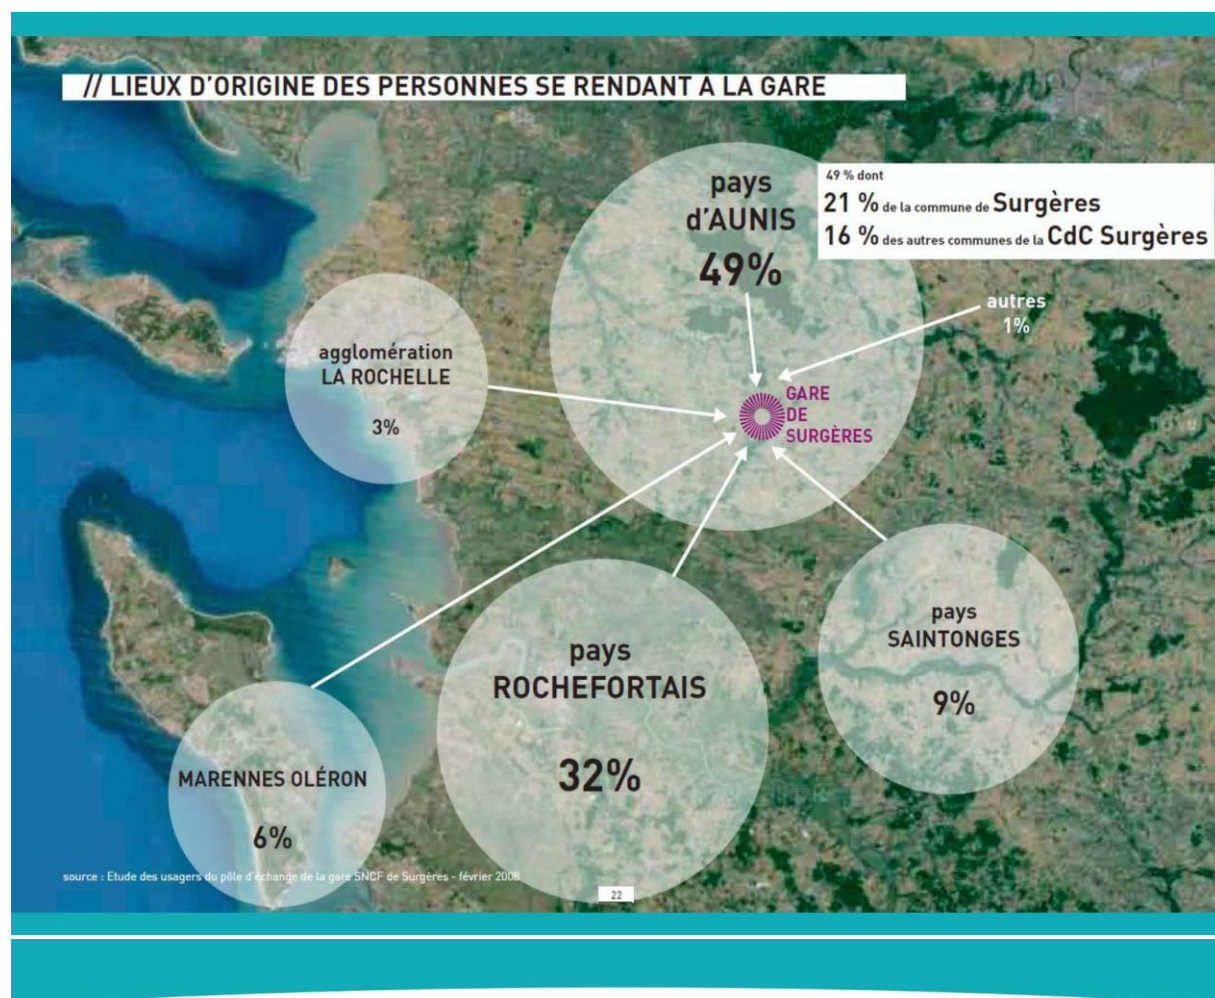 // LIEUX D'ORIGINE DES PERSONNES SE RENDANT A LA GARE
pays
d'AUNIS
49%
49 % dont
21 % de la commune de Surgères
16 % des autres communes de la CdC Surgères
autres
1%
agglomération
LA ROCHELLE
3%
GARE
DE
SURGÈRES
pays
ROCHEFORTAIS
32%
pays
SAINTONGES
9%
MARENNES OLÉRON
6%
source : Etude des usagers du pôle d'échange de la gare SNCF de Surgères - février 2008
22